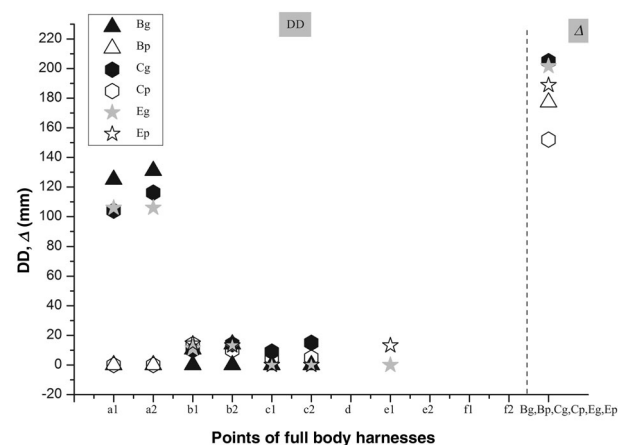 DD
Δ
Bg
Bp
Cg
Cp
Eg
Ep
220
200
180
160
140
120
100
80
60
40
20
0
-20
DD, Δ (mm)
a1 a2 b1 b2 c1 c2 d e1 e2 f1 f2 Bg,Bp,Cg,Cp,Eg,Ep
Points of full body harnesses